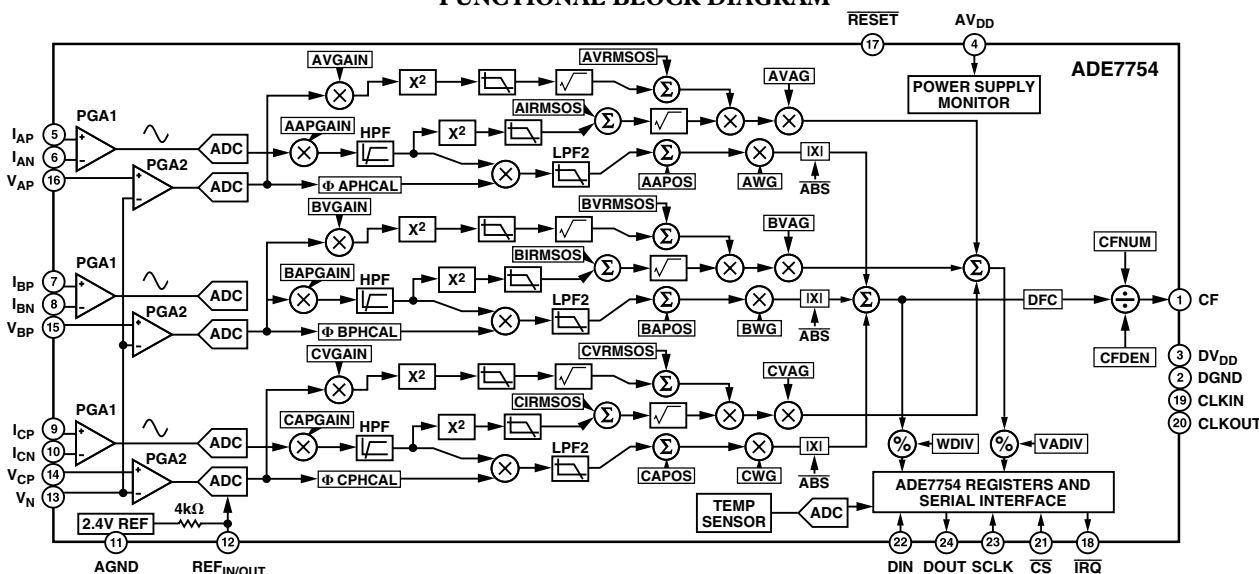 FUNCTIONAL BLOCK DIAGRAM
RESET
AVDD
17
4
ADE7754
POWER SUPPLY
MONITOR
AVGAIN
X²
AVRMSOS
Σ
AVAG
PGA1
AIRMSOS
Σ
IAP
5
IAN
6
ADC
AAPGAIN
HPF
X²
PGA2
LPF2
Σ
|X|
VAP
16
ADC
Φ APHCAL
AAPOS
AWG
ABS
BVGAIN
X²
BVRMSOS
Σ
BVAG
CFNUM
PGA1
BIRMSOS
Σ
Σ
IBP
7
IBN
8
ADC
BAPGAIN
HPF
X²
PGA2
LPF2
Σ
|X|
Σ
DFC
÷
1
CF
VBP
15
ADC
Φ BPHCAL
BAPOS
BWG
ABS
CFDEN
3
DVDD
2
DGND
19
CLKIN
20
CLKOUT
CVGAIN
X²
CVRMSOS
Σ
CVAG
PGA1
CIRMSOS
Σ
ICP
9
ICN
10
ADC
CAPGAIN
HPF
X²
PGA2
LPF2
Σ
|X|
%
WDIV
%
VADIV
VCP
14
VN
13
ADC
Φ CPHCAL
CAPOS
CWG
ABS
ADE7754 REGISTERS AND
SERIAL INTERFACE
4kΩ
2.4V REF
TEMP
SENSOR
ADC
11
12
22
24
23
21
18
AGND
REFIN/OUT
DIN
DOUT
SCLK
CS
IRQ